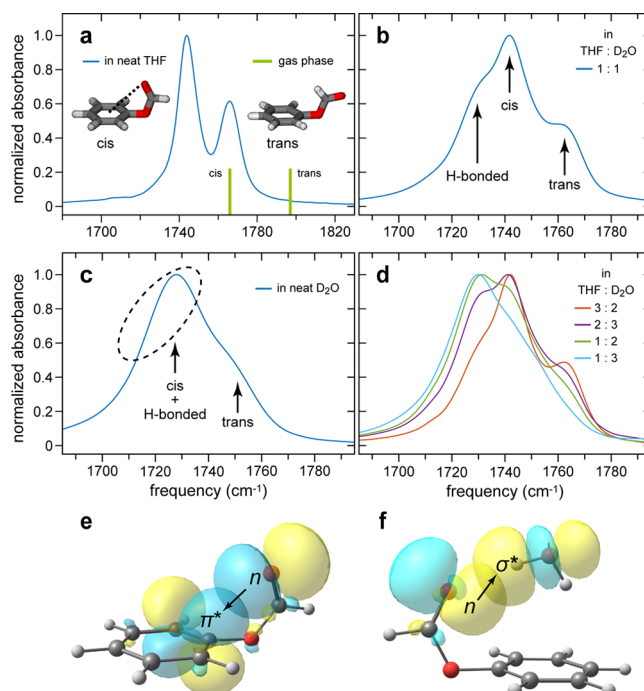 a
in neat THF
gas phase
cis
trans
cis
trans
normalized absorbance
1.0
0.8
0.6
0.4
0.2
0
1700
1740
1780
1820
b
in
THF : D₂O
1 : 1
cis
H-bonded
trans
1700
1720
1740
1760
1780
c
in neat D₂O
cis
+
H-bonded
trans
normalized absorbance
1.0
0.8
0.6
0.4
0.2
0
1700
1720
1740
1760
1780
frequency (cm⁻¹)
d
in
THF : D₂O
3 : 2
2 : 3
1 : 2
1 : 3
1700
1720
1740
1760
1780
frequency (cm⁻¹)
e
n
π*
f
σ*
n